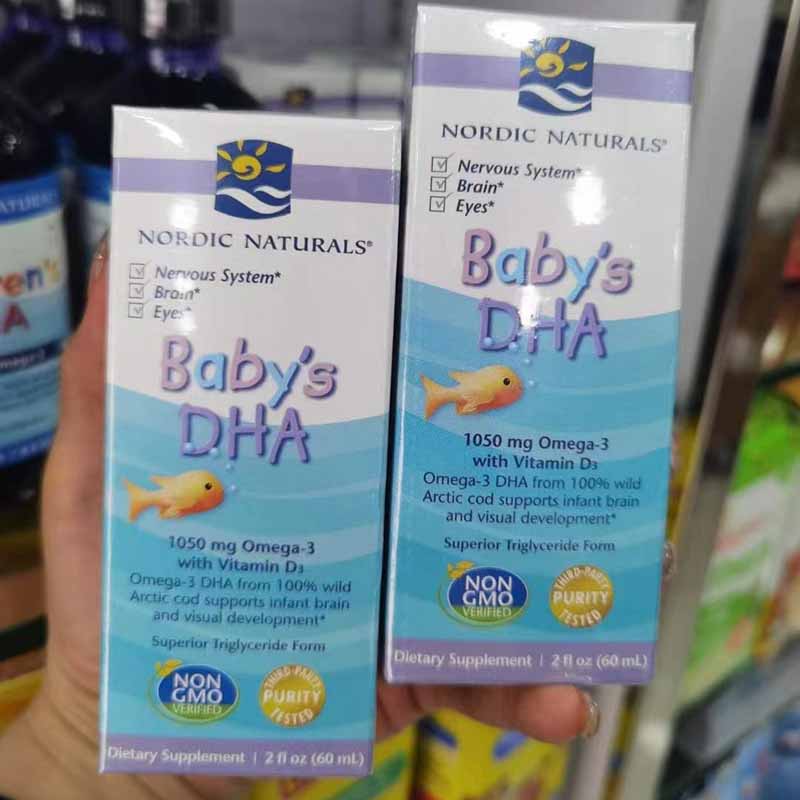 NORDIC NATURALS®
Nervous System*
Brain*
Eyes*
Baby's
DHA
1050 mg Omega-3
with Vitamin D3
Omega-3 DHA from 100% wild
Arctic cod supports infant brain
and visual development*
Superior Triglyceride Form
NON
GMO
VERIFIED
THIRD-PARTY
PURITY
TESTED
Dietary Supplement | 2 fl oz (60 mL)
NORDIC NATURALS®
Nervous System*
Brain*
Eyes*
Baby's
DHA
1050 mg Omega-3
with Vitamin D3
Omega-3 DHA from 100% wild
Arctic cod supports infant brain
and visual development*
Superior Triglyceride Form
NON
GMO
VERIFIED
THIRD-PARTY
PURITY
TESTED
Dietary Supplement | 2 fl oz (60 mL)